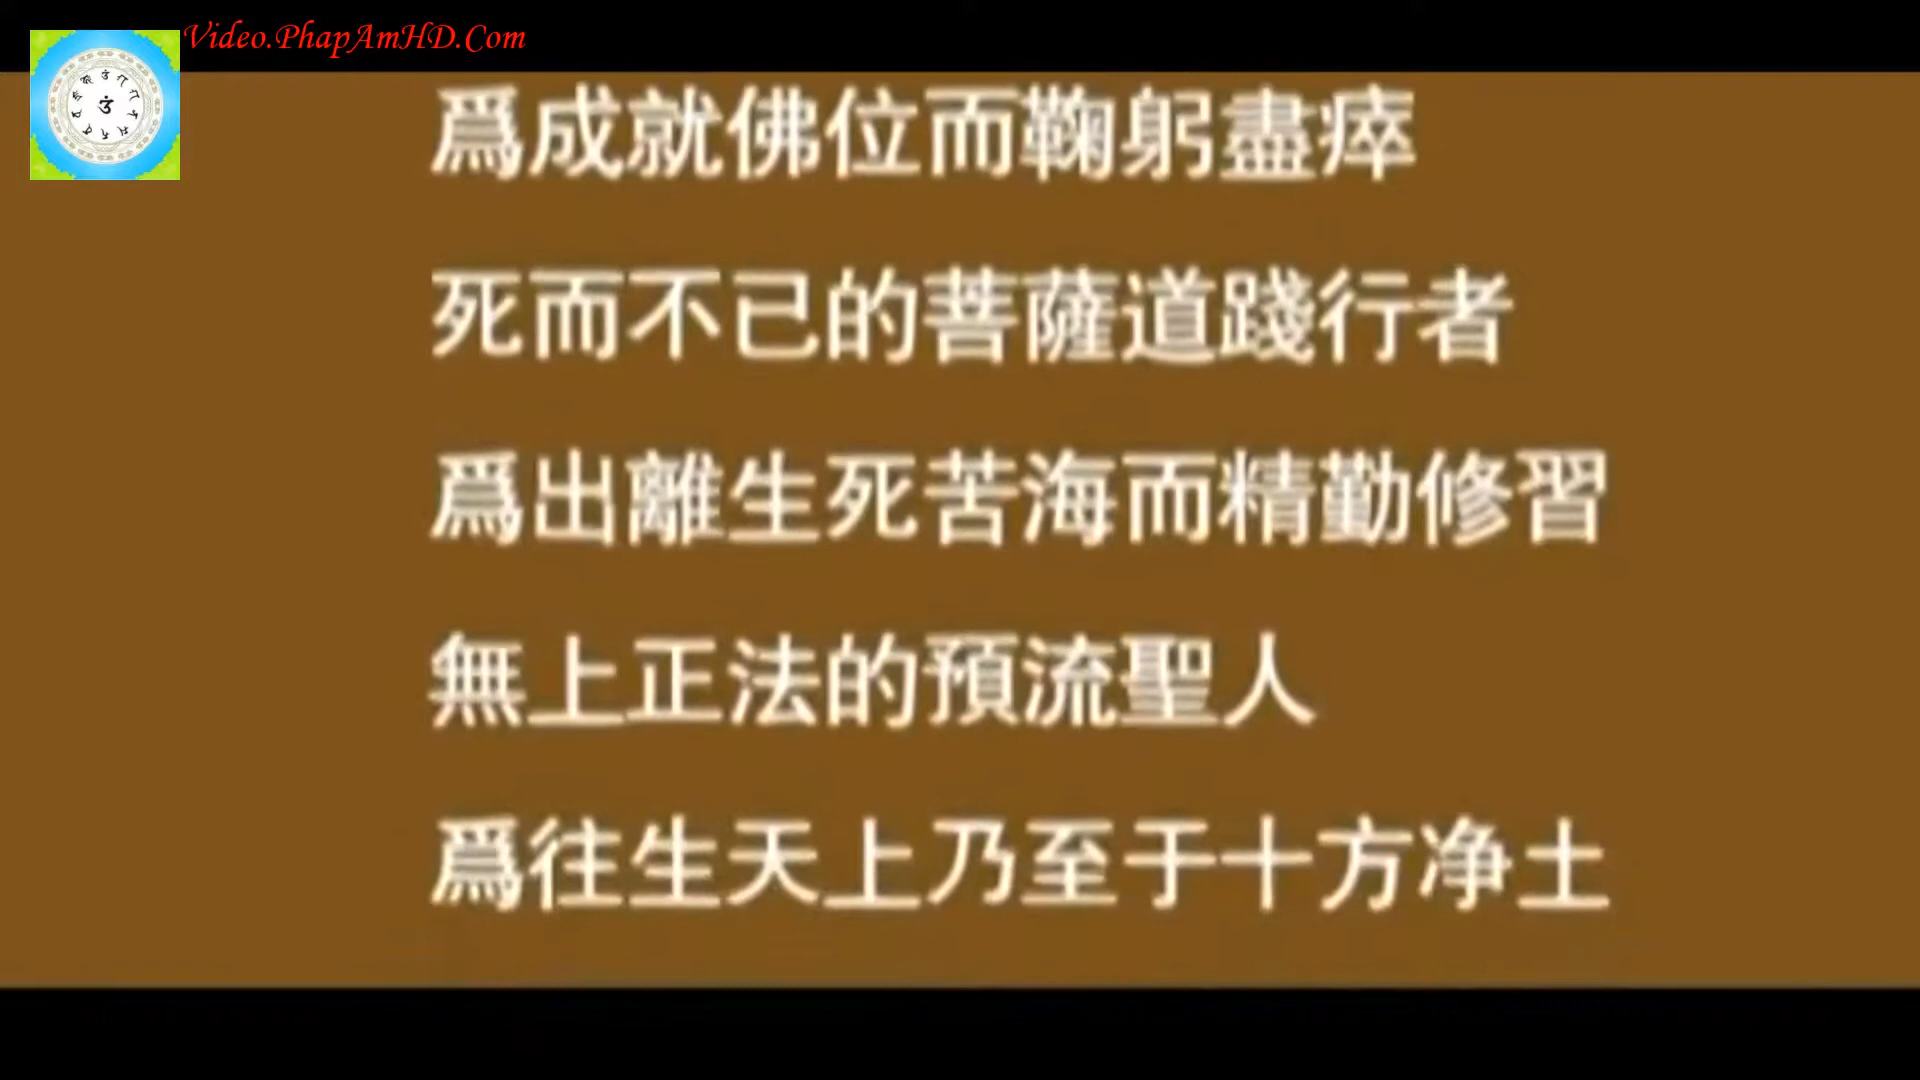 Video.PhapAmHD.Com
爲成就佛位而鞠躬盡瘁
死而不已的菩薩道踐行者
爲出離生死苦海而精勤修習
無上正法的預流聖人
爲往生天上乃至于十方净土